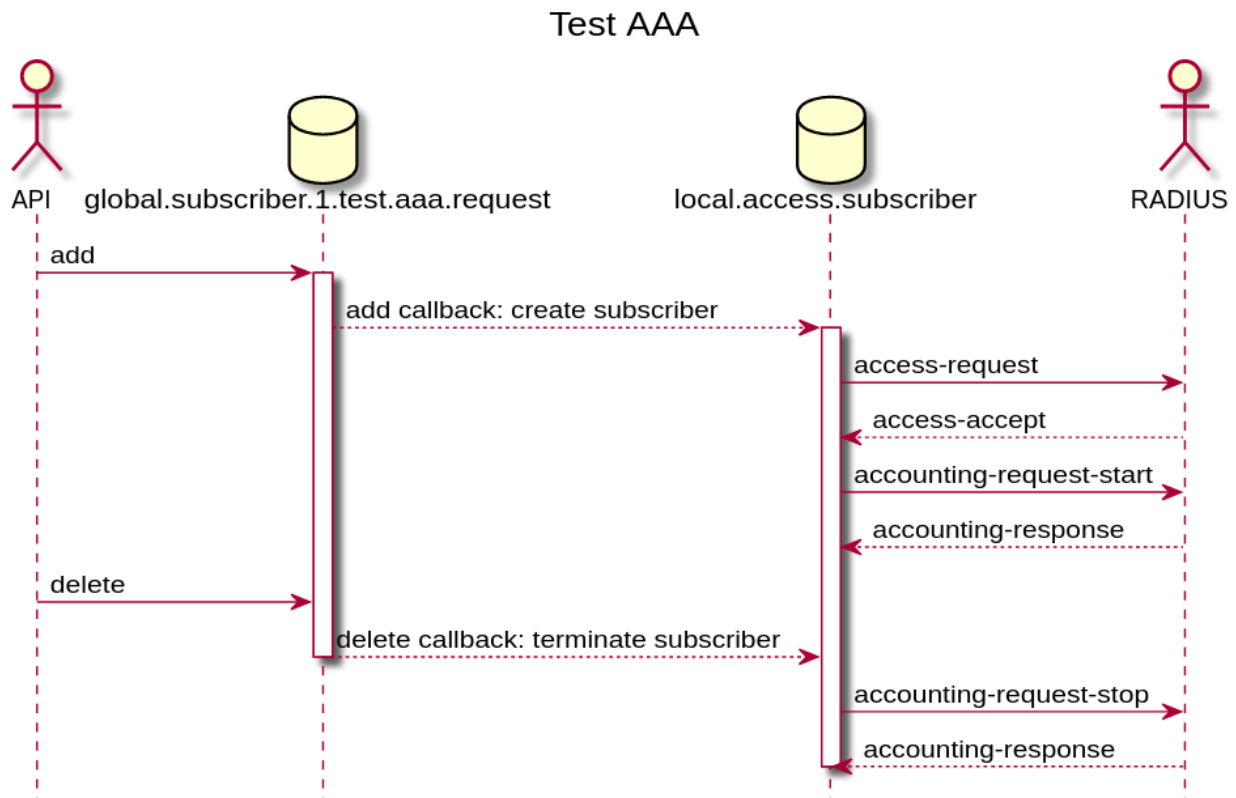 Test AAA
API
global.subscriber.1.test.aaa.request
local.access.subscriber
RADIUS
add
add callback: create subscriber
access-request
access-accept
accounting-request-start
accounting-response
delete
delete callback: terminate subscriber
accounting-request-stop
accounting-response